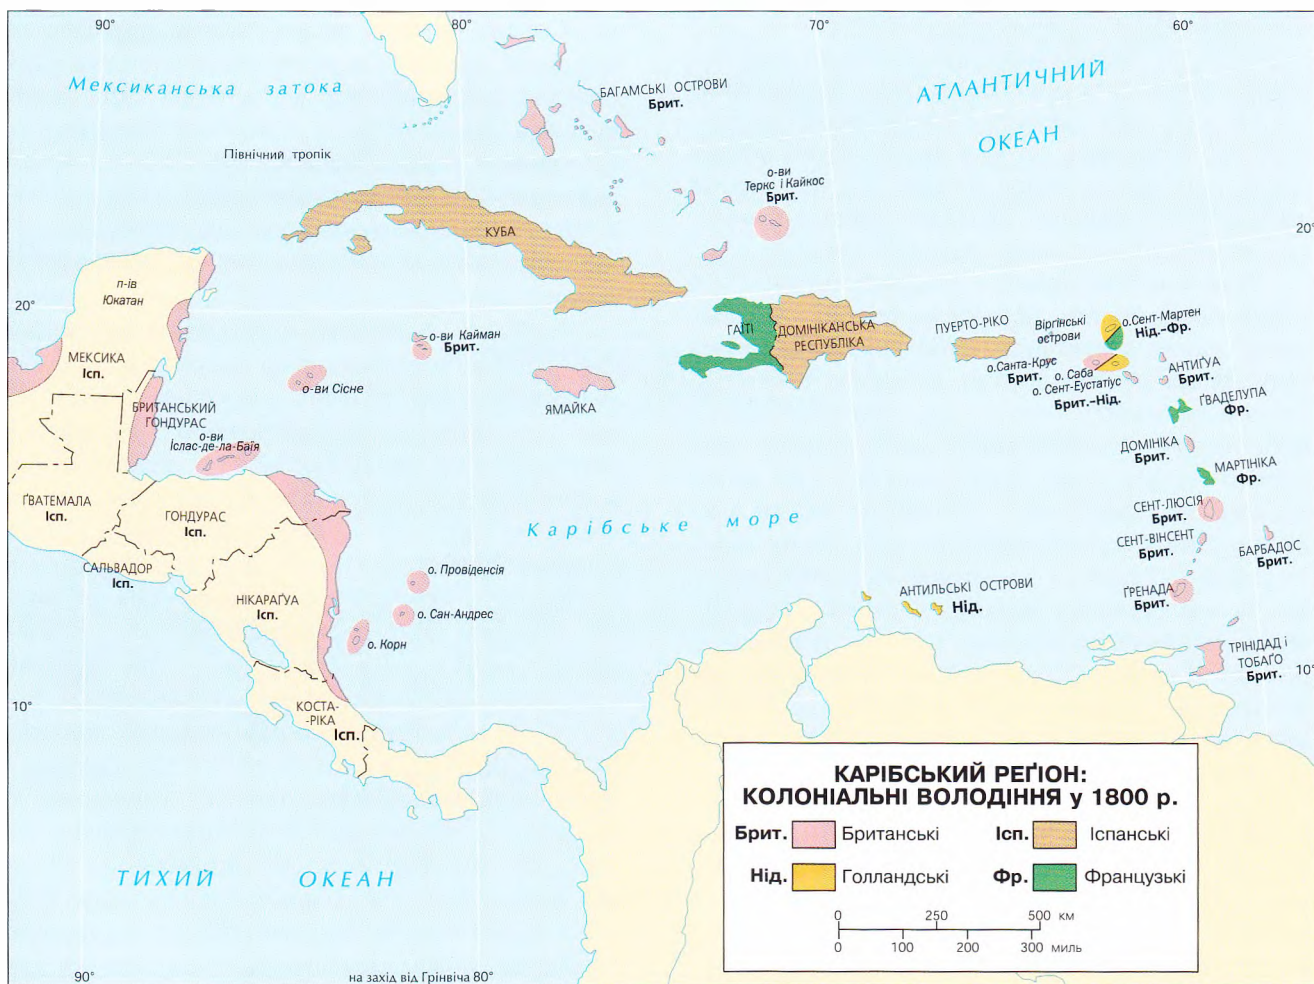 90°
80°
70°
60°
Мексиканська затока
БАГАМСЬКІ ОСТРОВИ
Брит.
АТЛАНТИЧНИЙ
ОКЕАН
Північний тропік
о-ви
Теркс і Кайкос
Брит.
КУБА
20°
п-ів
Юкатан
20°
МЕКСИКА
Ісп.
о-ви Кайман
Брит.
ГАЇТІ
ДОМІНІКАНСЬКА
РЕСПУБЛІКА
ПУЕРТО-РІКО
Віргінські
острови
о.Сент-Мартен
Нід.–Фр.
о.Санта-Крус
Брит.
о. Саба
о. Сент-Еустатіус
Брит.–Нід.
АНТИҐУА
Брит.
о-ви Сісне
ЯМАЙКА
БРИТАНСЬКИЙ
ГОНДУРАС
о-ви
Іслас-де-ла-Баїя
ҐВАДЕЛУПА
Фр.
ДОМІНІКА
Брит.
МАРТІНІКА
Фр.
ҐВАТЕМАЛА
Ісп.
ГОНДУРАС
Ісп.
Карібське море
СЕНТ-ЛЮСІЯ
Брит.
СЕНТ-ВІНСЕНТ
Брит.
БАРБАДОС
Брит.
САЛЬВАДОР
Ісп.
НІКАРАҐУА
Ісп.
о. Провіденсія
о. Сан-Андрес
о. Корн
АНТИЛЬСЬКІ ОСТРОВИ
Нід.
ҐРЕНАДА
Брит.
ТРІНІДАД і
ТОБАҐО
Брит.
10°
10°
КОСТА-
-РІКА
Ісп.
КАРІБСЬКИЙ РЕҐІОН:
КОЛОНІАЛЬНІ ВОЛОДІННЯ у 1800 р.
Брит. Британські
Ісп. Іспанські
Нід. Голландські
Фр. Французькі
0 250 500 км
0 100 200 300 миль
ТИХИЙ ОКЕАН
90°
на захід від Грінвіча 80°